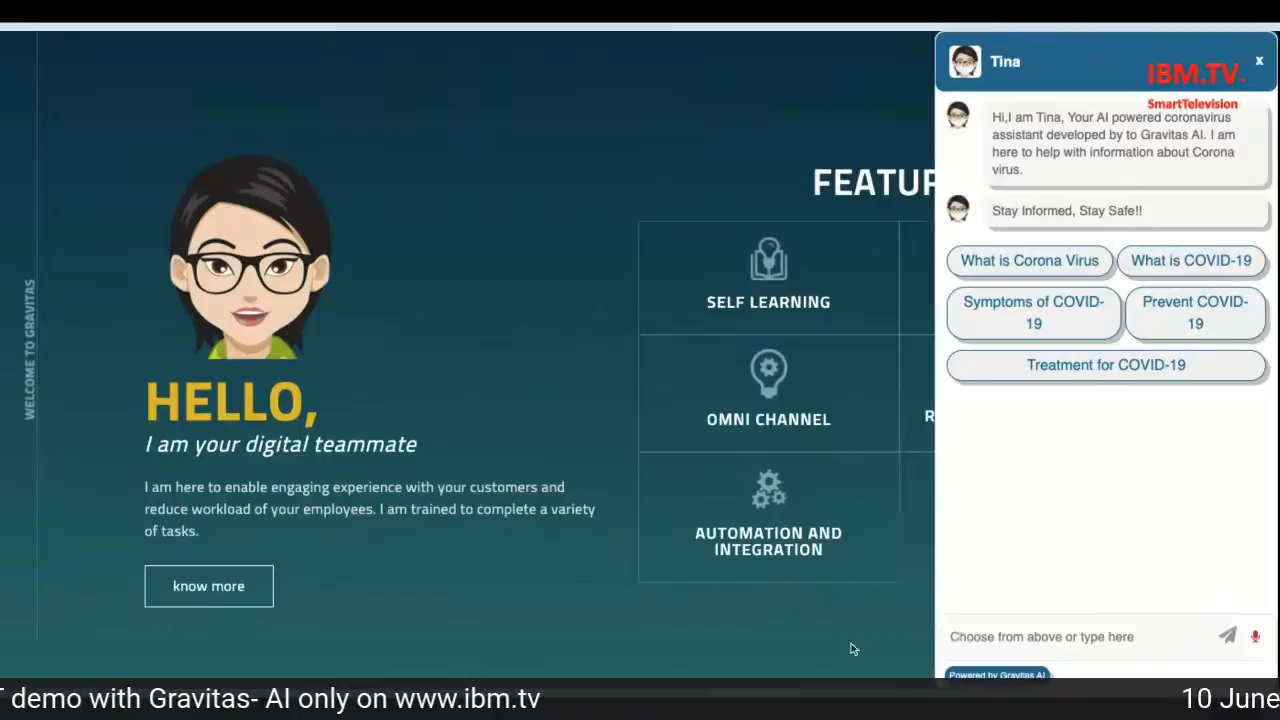 WELCOME TO GRAVITAS
HELLO,
I am your digital teammate
I am here to enable engaging experience with your customers and
reduce workload of your employees. I am trained to complete a variety
of tasks.
know more
FEATUR
SELF LEARNING
OMNI CHANNEL
R
AUTOMATION AND
INTEGRATION
Tina
x
IBM.TV
SmartTelevision
Hi,I am Tina, Your AI powered coronavirus
assistant developed by to Gravitas AI. I am
here to help with information about Corona
virus.
Stay Informed, Stay Safe!!
What is Corona Virus
What is COVID-19
Symptoms of COVID-
19
Prevent COVID-
19
Treatment for COVID-19
Choose from above or type here
Powered by Gravitas AI
T demo with Gravitas- AI only on www.ibm.tv
10 June